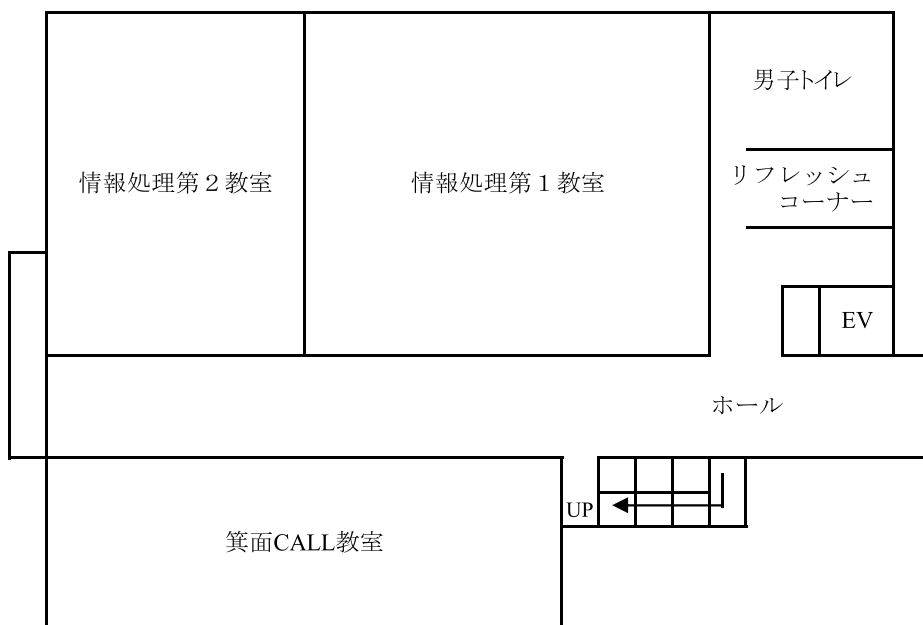 男子トイレ
情報処理第２教室
情報処理第１教室
リフレッシュ
コーナー
EV
ホール
UP
箕面CALL教室